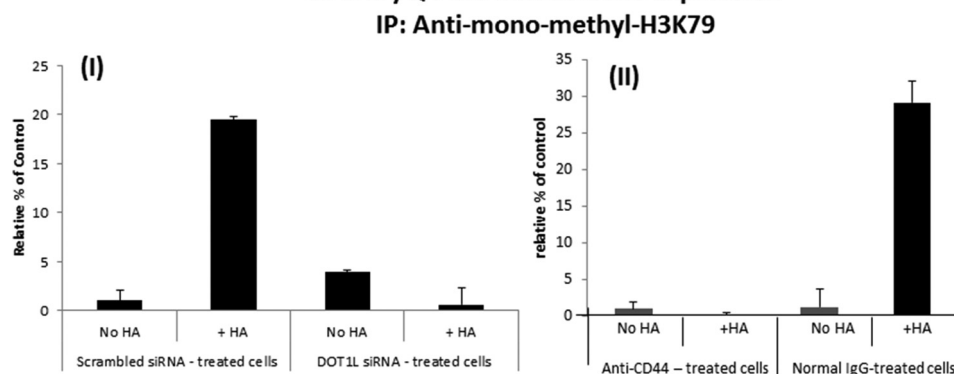 IP: Anti-mono-methyl-H3K79
(I)
Relative % of Control
25
20
15
10
5
0
No HA + HA No HA + HA
Scrambled siRNA - treated cells DOT1L siRNA - treated cells
(II)
relative % of control
35
30
25
20
15
10
5
0
No HA +HA No HA +HA
Anti-CD44 – treated cells Normal IgG-treated cells